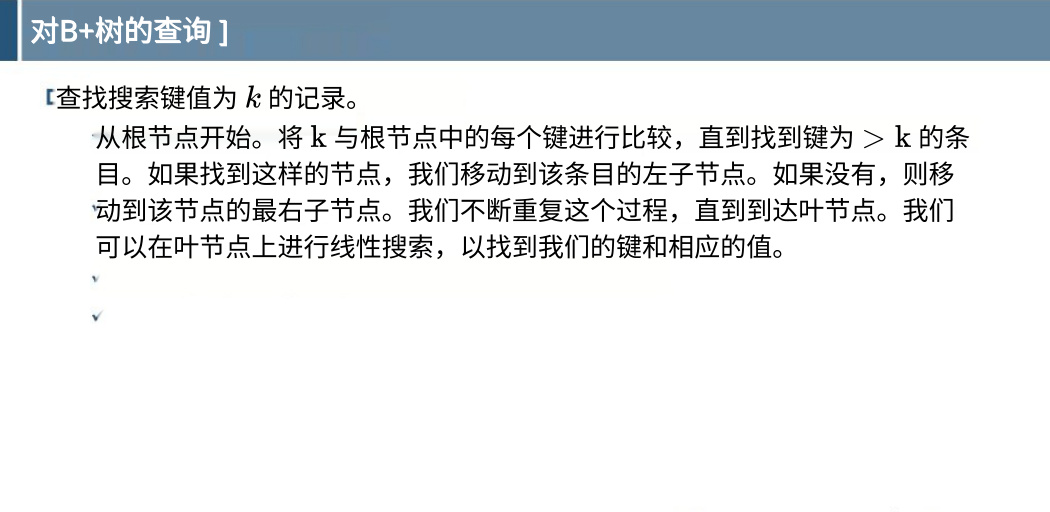 对B+树的查询 ]
查找搜索键值为 k 的记录。
从根节点开始。将 k 与根节点中的每个键进行比较，直到找到键为 > k 的条
目。如果找到这样的节点，我们移动到该条目的左子节点。如果没有，则移
动到该节点的最右子节点。我们不断重复这个过程，直到到达叶节点。我们
可以在叶节点上进行线性搜索，以找到我们的键和相应的值。